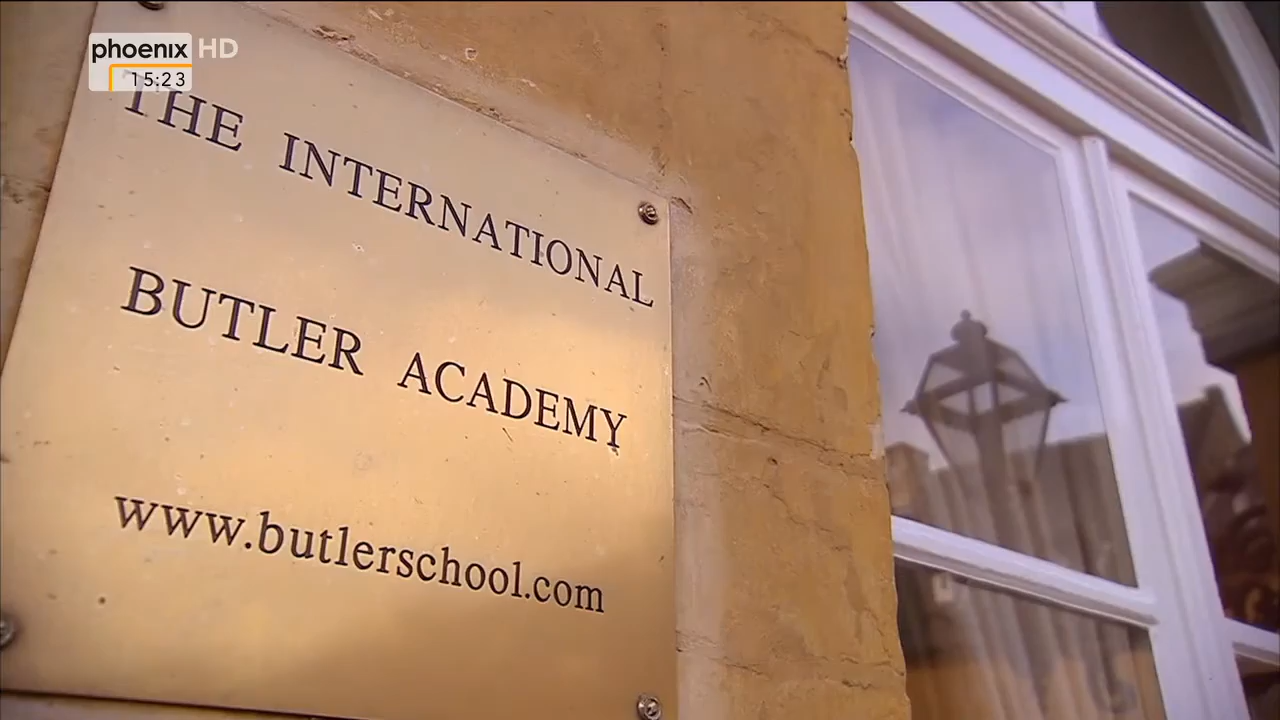 phoenix HD
15:23
THE INTERNATIONAL
BUTLER ACADEMY
www.butlerschool.com